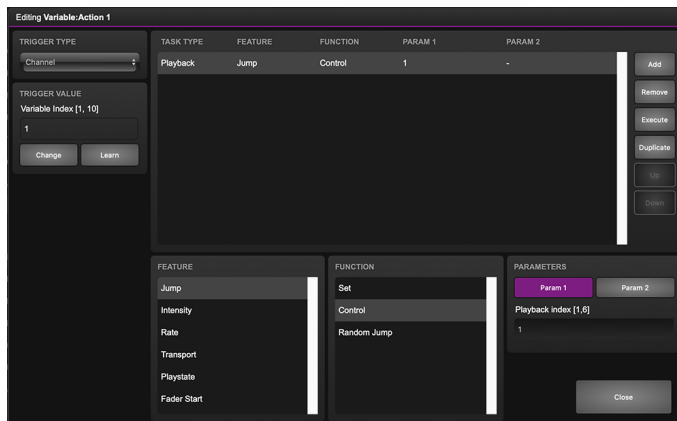 Editing Variable:Action 1
TRIGGER TYPE
Channel
TRIGGER VALUE
Variable Index [1, 10]
1
Change Learn
TASK TYPE FEATURE FUNCTION PARAM 1 PARAM 2
Playback Jump Control 1 -
Add
Remove
Execute
Duplicate
Up
Down
FEATURE
Jump
Intensity
Rate
Transport
Playstate
Fader Start
FUNCTION
Set
Control
Random Jump
PARAMETERS
Param 1 Param 2
Playback index [1,6]
1
Close